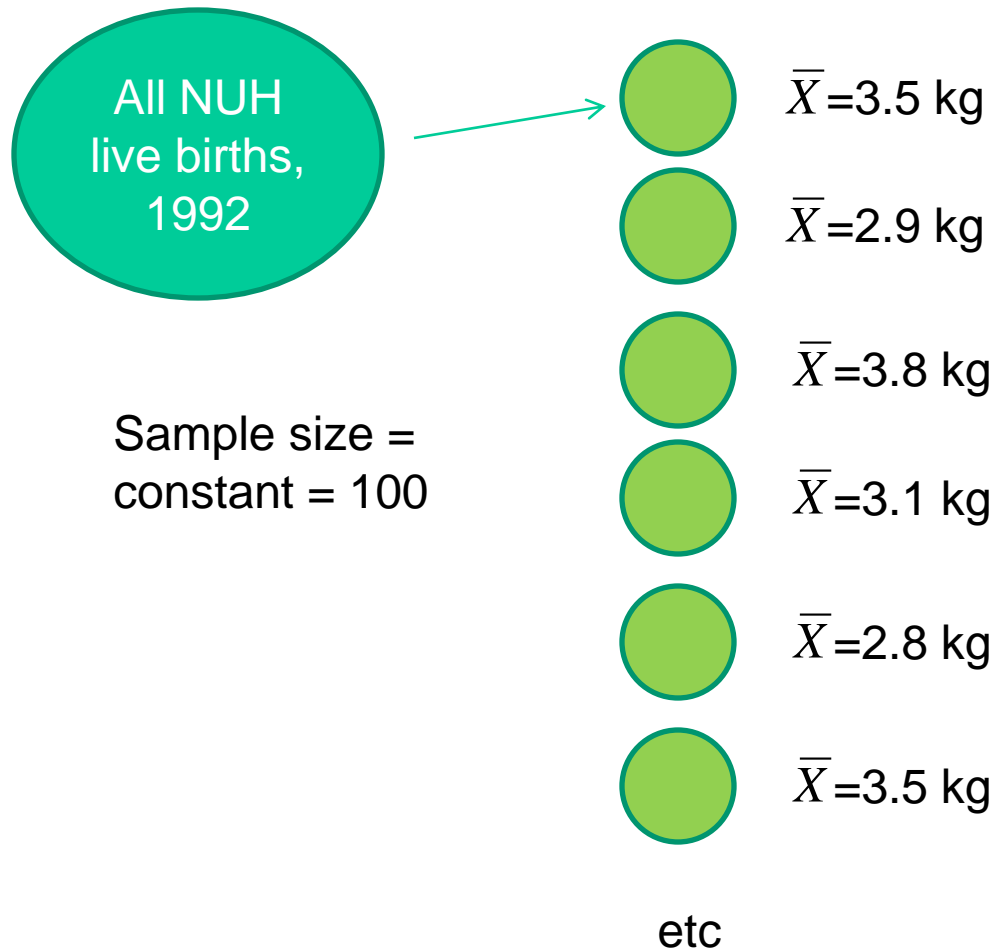 All NUH
live births,
1992
Sample size =
constant = 100
X̅=3.5 kg
X̅=2.9 kg
X̅=3.8 kg
X̅=3.1 kg
X̅=2.8 kg
X̅=3.5 kg
etc